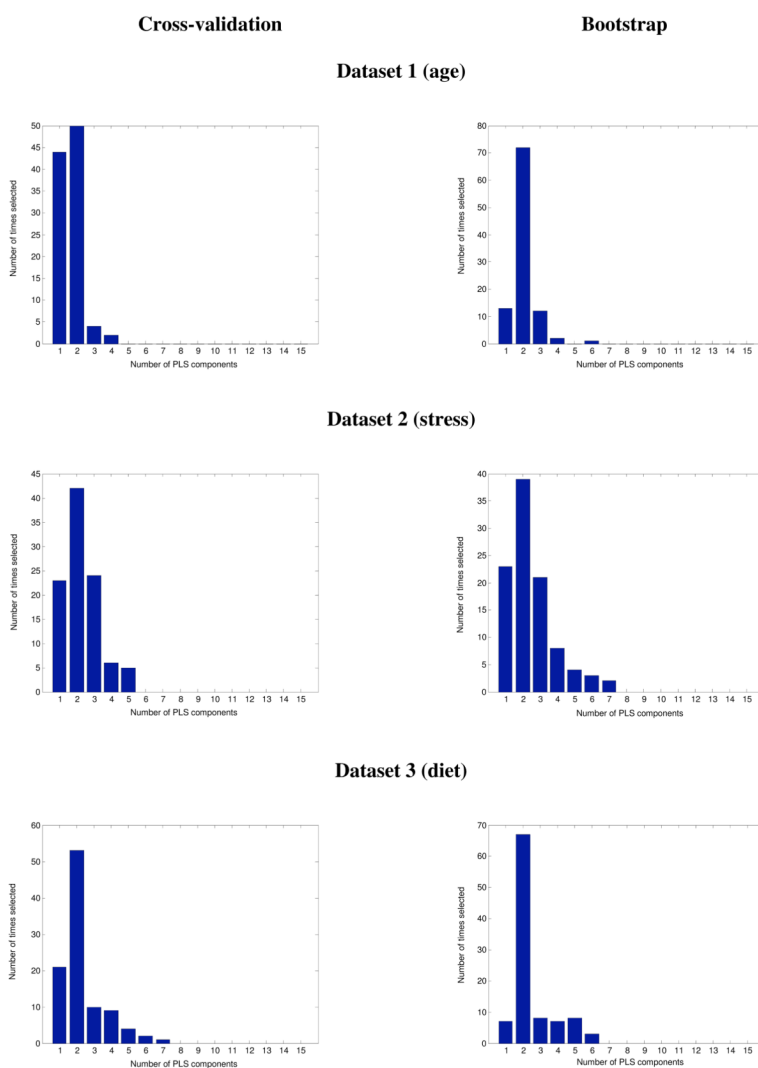 Cross-validation
Bootstrap
Dataset 1 (age)
50
45
40
35
30
25
20
15
10
5
0
Number of times selected
1 2 3 4 5 6 7 8 9 10 11 12 13 14 15
Number of PLS components
80
70
60
50
40
30
20
10
0
Number of times selected
1 2 3 4 5 6 7 8 9 10 11 12 13 14 15
Number of PLS components
Dataset 2 (stress)
45
40
35
30
25
20
15
10
5
0
Number of times selected
1 2 3 4 5 6 7 8 9 10 11 12 13 14 15
Number of PLS components
40
35
30
25
20
15
10
5
0
Number of times selected
1 2 3 4 5 6 7 8 9 10 11 12 13 14 15
Number of PLS components
Dataset 3 (diet)
60
50
40
30
20
10
0
Number of times selected
1 2 3 4 5 6 7 8 9 10 11 12 13 14 15
Number of PLS components
70
60
50
40
30
20
10
0
Number of times selected
1 2 3 4 5 6 7 8 9 10 11 12 13 14 15
Number of PLS components